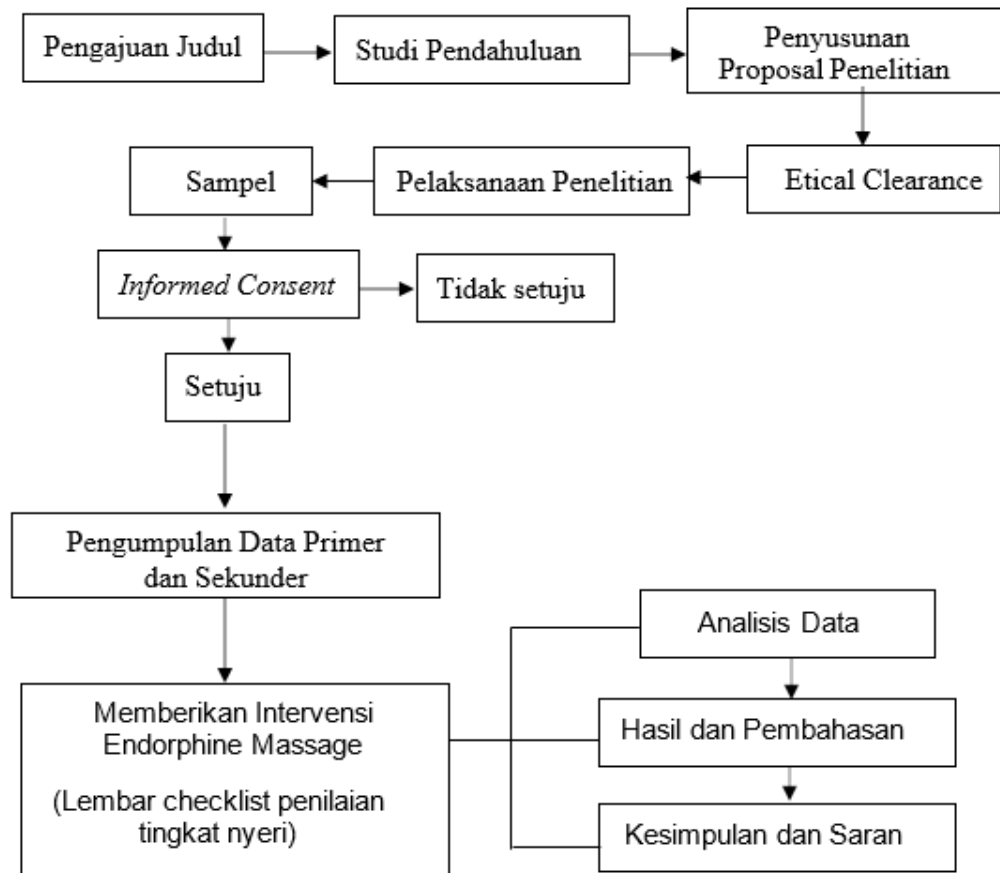 Pengajuan Judul
Studi Pendahuluan
Penyusunan
Proposal Penelitian
Etical Clearance
Pelaksanaan Penelitian
Sampel
Informed Consent
Tidak setuju
Setuju
Pengumpulan Data Primer
dan Sekunder
Memberikan Intervensi
Endorphine Massage
(Lembar checklist penilaian
tingkat nyeri)
Analisis Data
Hasil dan Pembahasan
Kesimpulan dan Saran